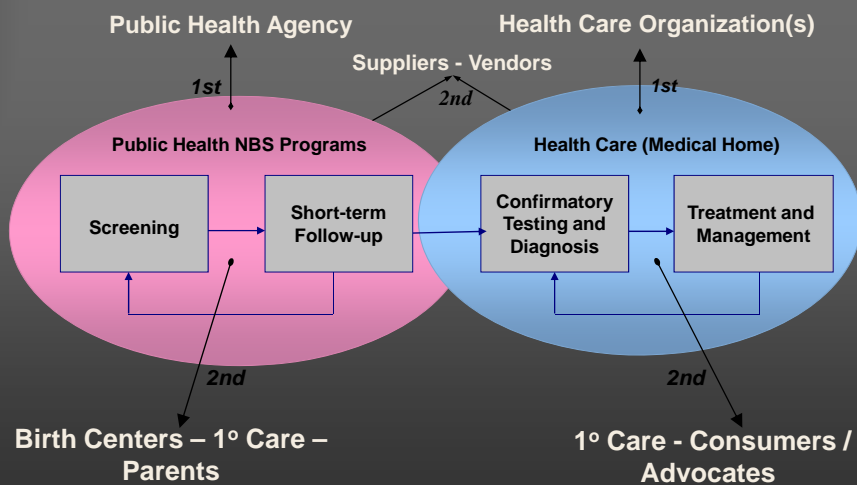 Public Health Agency
Health Care Organization(s)
Suppliers - Vendors
1st
2nd
1st
Public Health NBS Programs
Health Care (Medical Home)
Screening
Short-term
Follow-up
Confirmatory
Testing and
Diagnosis
Treatment and
Management
2nd
2nd
Birth Centers – 1º Care –
Parents
1º Care - Consumers /
Advocates